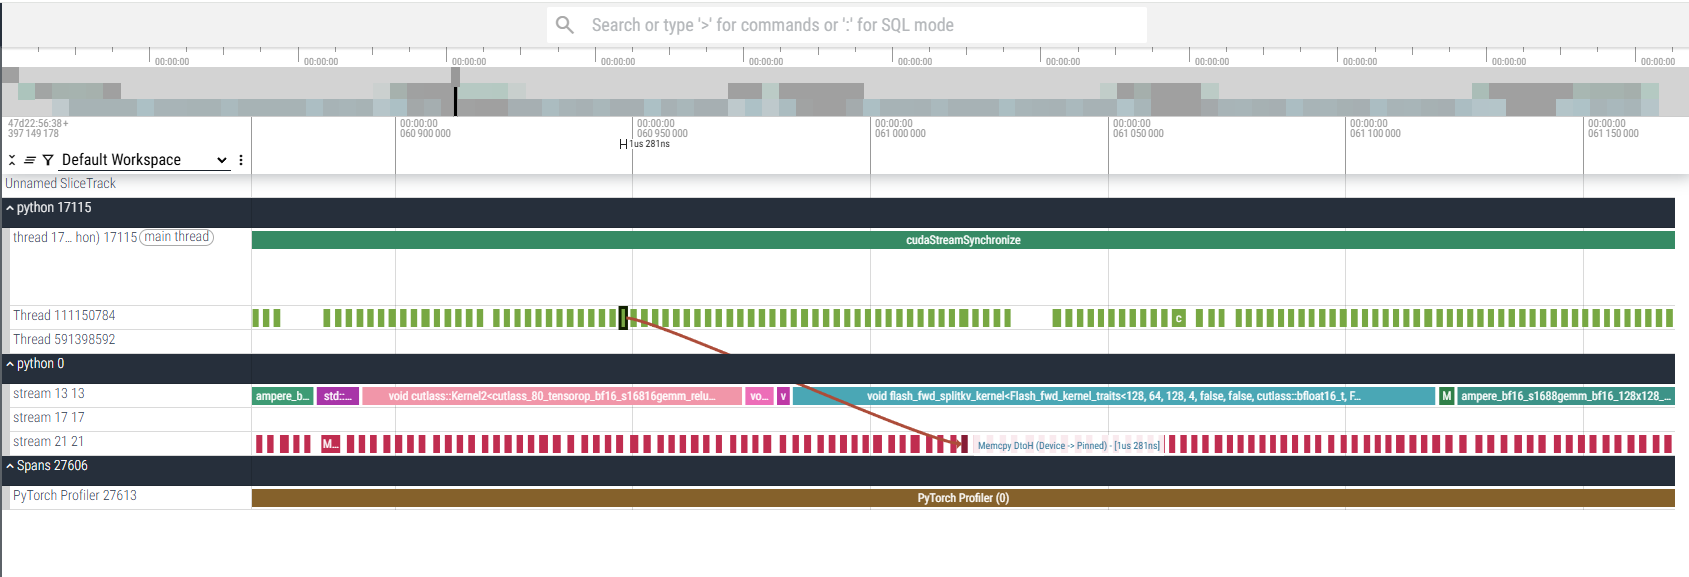 Search or type '>' for commands or ':' for SQL mode
00:00:00 00:00:00 00:00:00 00:00:00 00:00:00 00:00:00 00:00:00 00:00:00 00:00:00 00:00:00 00:00:00
47d22:56:38+
397 149 178
00:00:00 00:00:00 00:00:00 00:00:00 00:00:00 00:00:00
060 900 000 060 950 000 061 000 000 061 050 000 061 100 000 061 150 000
1us 281ns
Default Workspace
Unnamed SliceTrack
python 17115
thread 17... hon) 17115 main thread
cudaStreamSynchronize
Thread 111150784
c
Thread 591398592
python 0
stream 13 13
ampere_b... std::... void cutlass::Kernel2<cutlass_80_tensorop_bf16_s16816gemm_relu... vo... v void flash_fwd_splitkv_kernel<Flash_fwd_kernel_traits<128, 64, 128, 4, false, false, cutlass::bfloat16_t, F... M ampere_bf16_s1688gemm_bf16_128x128_...
stream 17 17
stream 21 21
M... Memcpy DtoH (Device -> Pinned) - [1us 281ns]
Spans 27606
PyTorch Profiler 27613
PyTorch Profiler (0)